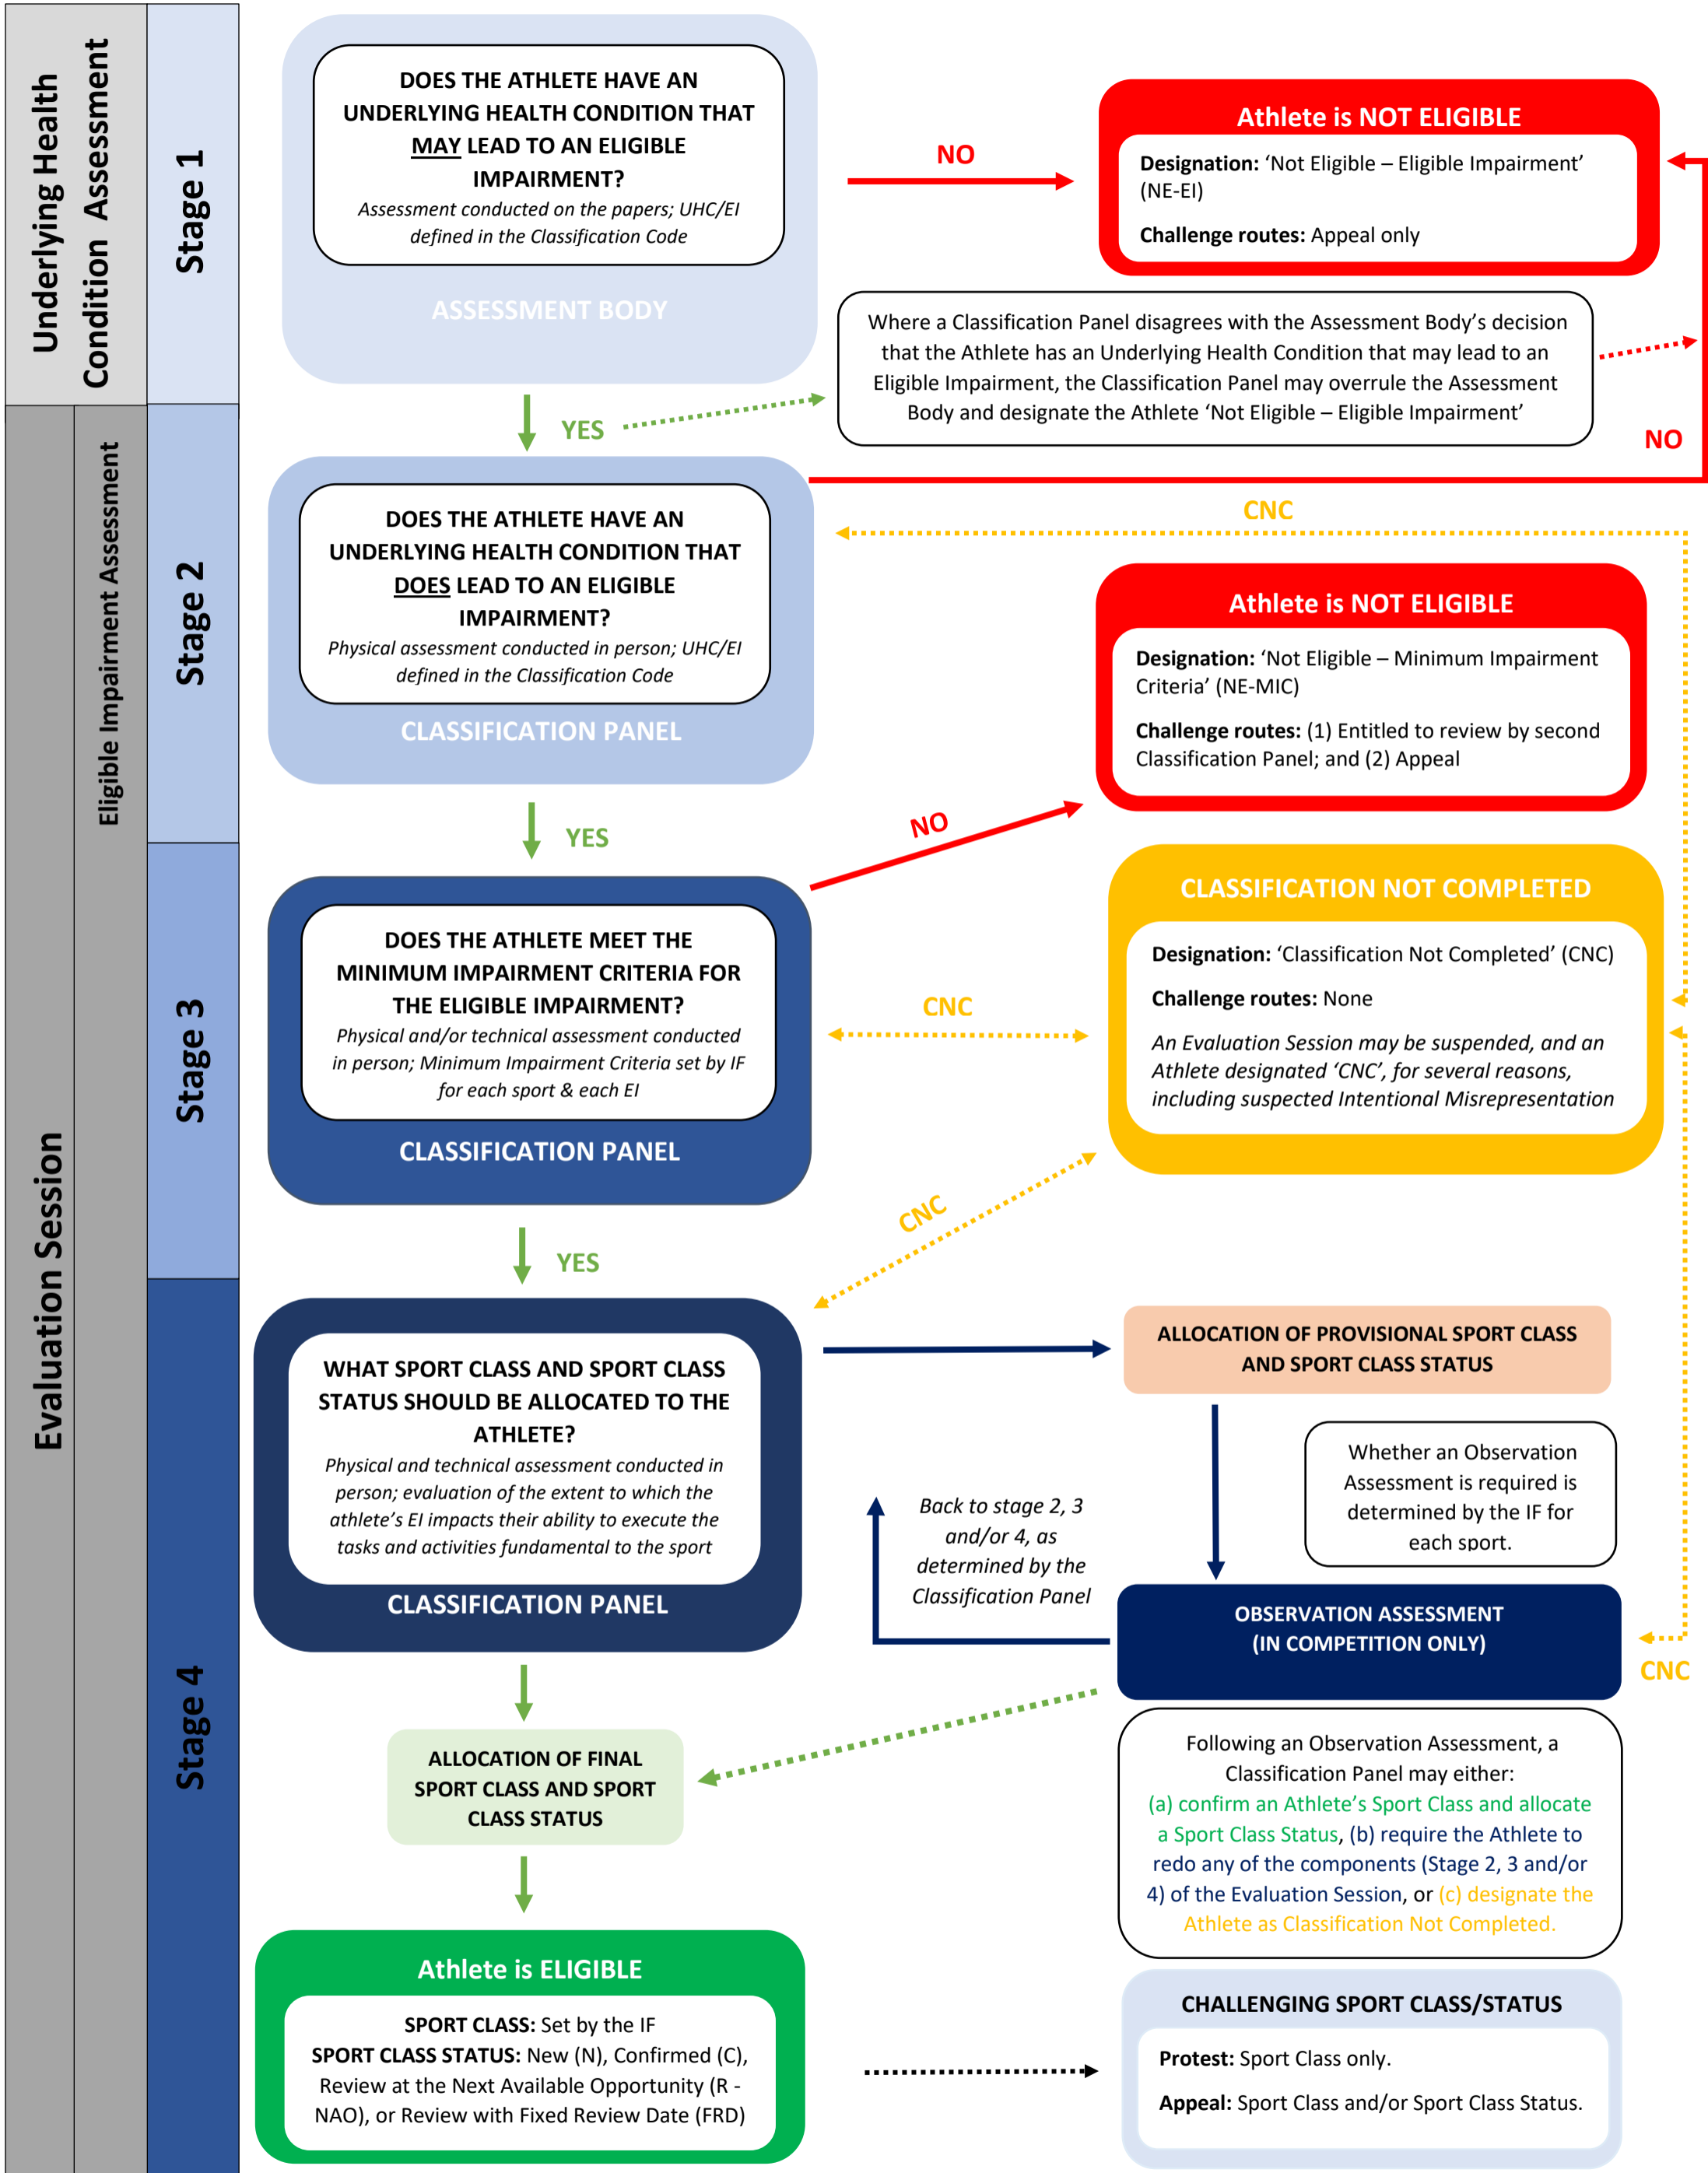 Underlying Health
Condition Assessment
Stage 1
DOES THE ATHLETE HAVE AN
UNDERLYING HEALTH CONDITION THAT
MAY LEAD TO AN ELIGIBLE
IMPAIRMENT?
Assessment conducted on the papers; UHC/EI
defined in the Classification Code
ASSESSMENT BODY
NO
Athlete is NOT ELIGIBLE
Designation: ‘Not Eligible – Eligible Impairment’
(NE-EI)
Challenge routes: Appeal only
Where a Classification Panel disagrees with the Assessment Body’s decision
that the Athlete has an Underlying Health Condition that may lead to an
Eligible Impairment, the Classification Panel may overrule the Assessment
Body and designate the Athlete ‘Not Eligible – Eligible Impairment’
YES
NO
Evaluation Session
Eligible Impairment Assessment
Stage 2
DOES THE ATHLETE HAVE AN
UNDERLYING HEALTH CONDITION THAT
DOES LEAD TO AN ELIGIBLE
IMPAIRMENT?
Physical assessment conducted in person; UHC/EI
defined in the Classification Code
CLASSIFICATION PANEL
CNC
Athlete is NOT ELIGIBLE
Designation: ‘Not Eligible – Minimum Impairment
Criteria’ (NE-MIC)
Challenge routes: (1) Entitled to review by second
Classification Panel; and (2) Appeal
YES
NO
Stage 3
DOES THE ATHLETE MEET THE
MINIMUM IMPAIRMENT CRITERIA FOR
THE ELIGIBLE IMPAIRMENT?
Physical and/or technical assessment conducted
in person; Minimum Impairment Criteria set by IF
for each sport & each EI
CLASSIFICATION PANEL
CNC
CLASSIFICATION NOT COMPLETED
Designation: ‘Classification Not Completed’ (CNC)
Challenge routes: None
An Evaluation Session may be suspended, and an
Athlete designated ‘CNC’, for several reasons,
including suspected Intentional Misrepresentation
CNC
YES
Stage 4
WHAT SPORT CLASS AND SPORT CLASS
STATUS SHOULD BE ALLOCATED TO THE
ATHLETE?
Physical and technical assessment conducted in
person; evaluation of the extent to which the
athlete’s EI impacts their ability to execute the
tasks and activities fundamental to the sport
CLASSIFICATION PANEL
ALLOCATION OF PROVISIONAL SPORT CLASS
AND SPORT CLASS STATUS
Whether an Observation
Assessment is required is
determined by the IF for
each sport.
Back to stage 2, 3
and/or 4, as
determined by the
Classification Panel
OBSERVATION ASSESSMENT
(IN COMPETITION ONLY)
CNC
ALLOCATION OF FINAL
SPORT CLASS AND SPORT
CLASS STATUS
Following an Observation Assessment, a
Classification Panel may either:
(a) confirm an Athlete’s Sport Class and allocate
a Sport Class Status, (b) require the Athlete to
redo any of the components (Stage 2, 3 and/or
4) of the Evaluation Session, or (c) designate the
Athlete as Classification Not Completed.
Athlete is ELIGIBLE
SPORT CLASS: Set by the IF
SPORT CLASS STATUS: New (N), Confirmed (C),
Review at the Next Available Opportunity (R -
NAO), or Review with Fixed Review Date (FRD)
CHALLENGING SPORT CLASS/STATUS
Protest: Sport Class only.
Appeal: Sport Class and/or Sport Class Status.